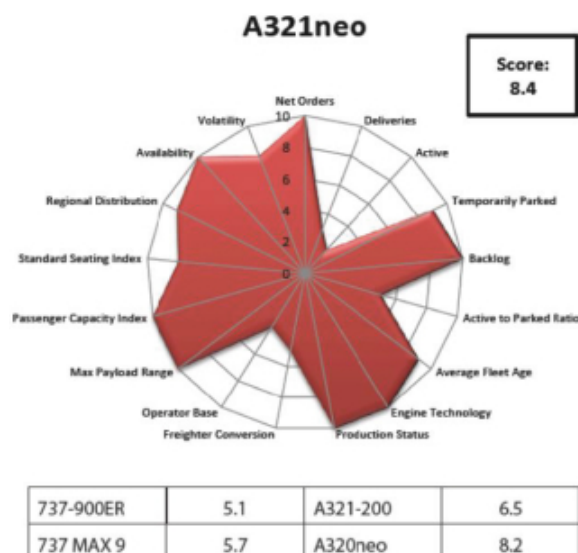 A321neo
Score:
8.4
Net Orders
Volatility
Deliveries
10
Availability
Active
8
Regional Distribution
6
Temporarily Parked
4
Standard Seating Index
2
Backlog
0
Passenger Capacity Index
Active to Parked Ratio
Max Payload Range
Average Fleet Age
Operator Base
Engine Technology
Freighter Conversion
Production Status
737-900ER 5.1 A321-200 6.5
737 MAX 9 5.7 A320neo 8.2